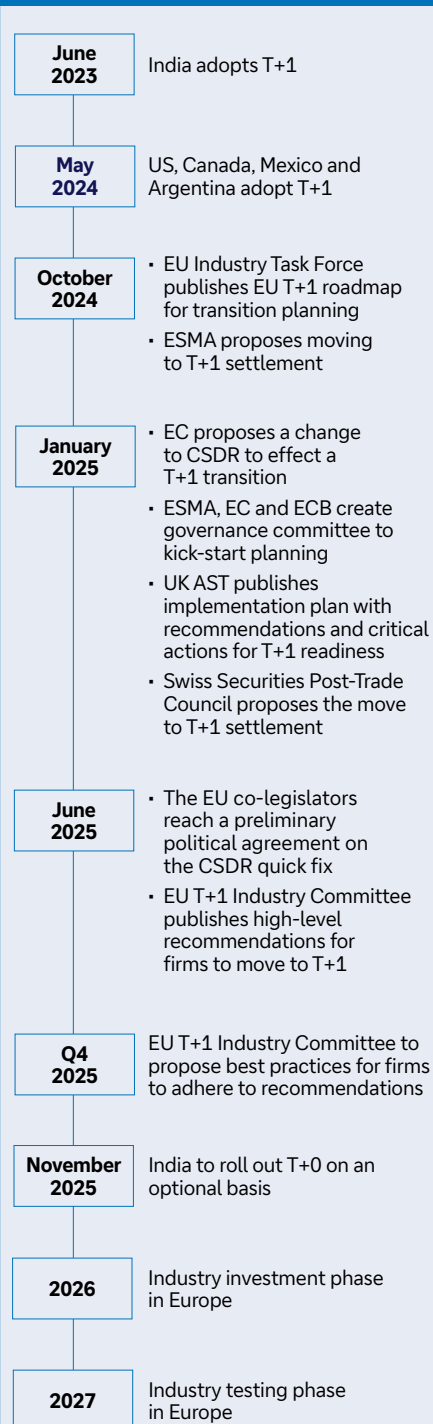 June
2023
India adopts T+1
May
2024
US, Canada, Mexico and
Argentina adopt T+1
October
2024
• EU Industry Task Force
publishes EU T+1 roadmap
for transition planning
• ESMA proposes moving
to T+1 settlement
January
2025
• EC proposes a change
to CSDR to effect a
T+1 transition
• ESMA, EC and ECB create
governance committee to
kick-start planning
• UK AST publishes
implementation plan with
recommendations and critical
actions for T+1 readiness
• Swiss Securities Post-Trade
Council proposes the move
to T+1 settlement
June
2025
• The EU co-legislators
reach a preliminary
political agreement on
the CSDR quick fix
• EU T+1 Industry Committee
publishes high-level
recommendations for
firms to move to T+1
Q4
2025
EU T+1 Industry Committee to
propose best practices for firms
to adhere to recommendations
November
2025
India to roll out T+0 on an
optional basis
2026
Industry investment phase
in Europe
2027
Industry testing phase
in Europe